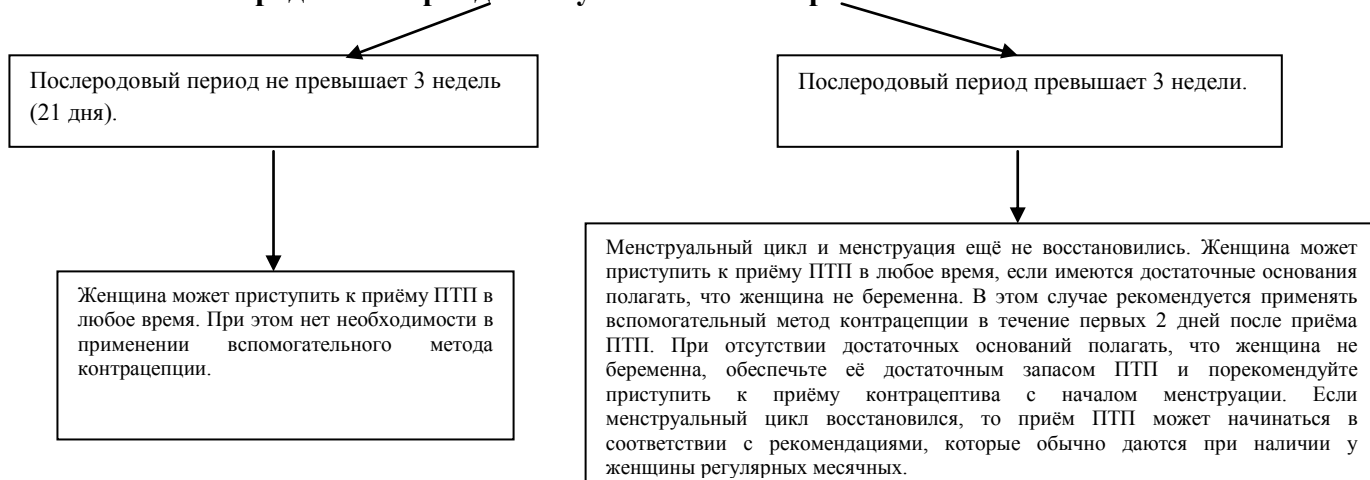 Послеродовый период не превышает 3 недель
(21 дня).
Послеродовый период превышает 3 недели.
Женщина может приступить к приёму ПТП в
любое время. При этом нет необходимости в
применении вспомогательного метода
контрацепции.
Менструальный цикл и менструация ещё не восстановились. Женщина может
приступить к приёму ПТП в любое время, если имеются достаточные основания
полагать, что женщина не беременна. В этом случае рекомендуется применять
вспомогательный метод контрацепции в течение первых 2 дней после приёма
ПТП. При отсутствии достаточных оснований полагать, что женщина не
беременна, обеспечьте её достаточным запасом ПТП и порекомендуйте
приступить к приёму контрацептива с началом менструации. Если
менструальный цикл восстановился, то приём ПТП может начинаться в
соответствии с рекомендациями, которые обычно даются при наличии у
женщины регулярных месячных.